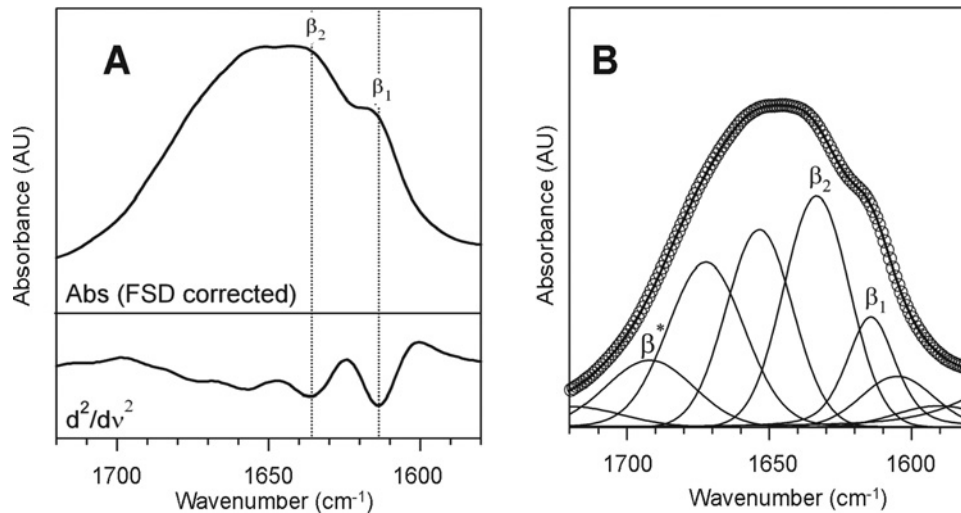 A
β₂
β₁
Absorbance (AU)
Abs (FSD corrected)
d²/dν²
1700 1650 1600
Wavenumber (cm⁻¹)
B
β₂
β₁
β*
Absorbance (AU)
1700 1650 1600
Wavenumber (cm⁻¹)